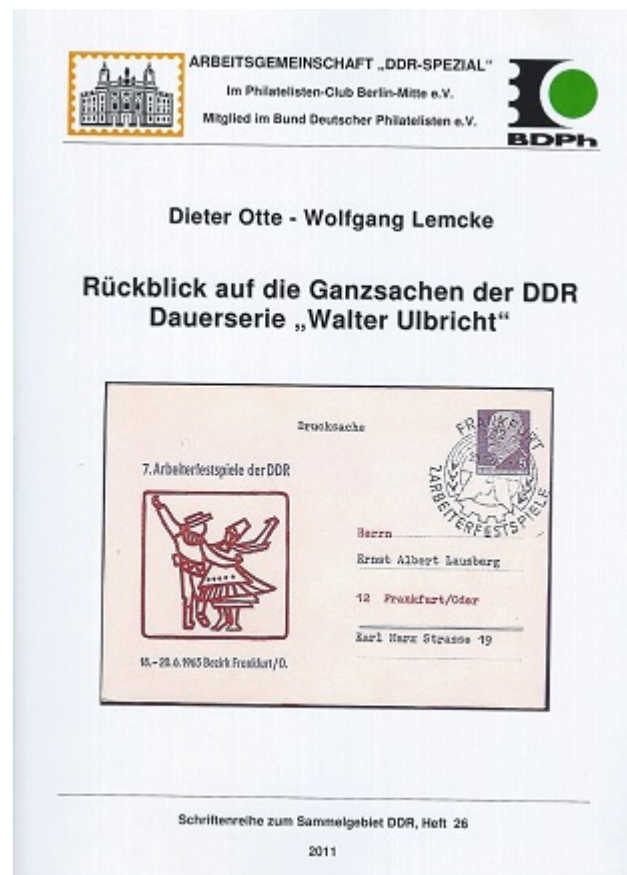 ARBEITSGEMEINSCHAFT „DDR-SPEZIAL"
Im Philatelisten-Club Berlin-Mitte e.V.
Mitglied im Bund Deutscher Philatelisten e.V.
BDPh
Dieter Otte - Wolfgang Lemcke
Rückblick auf die Ganzsachen der DDR
Dauerserie „Walter Ulbricht"
Drucksache
FRANKFURT
7. Arbeiterfestspiele der DDR
7.ARBEITERFESTSPIELE
Herrn
Ernst Albert Lausberg
12 Frankfurt/Oder
Karl Marx Strasse 19
18.–20.6.1965 Bezirk Frankfurt/O.
Schriftenreihe zum Sammelgebiet DDR, Heft 26
2011